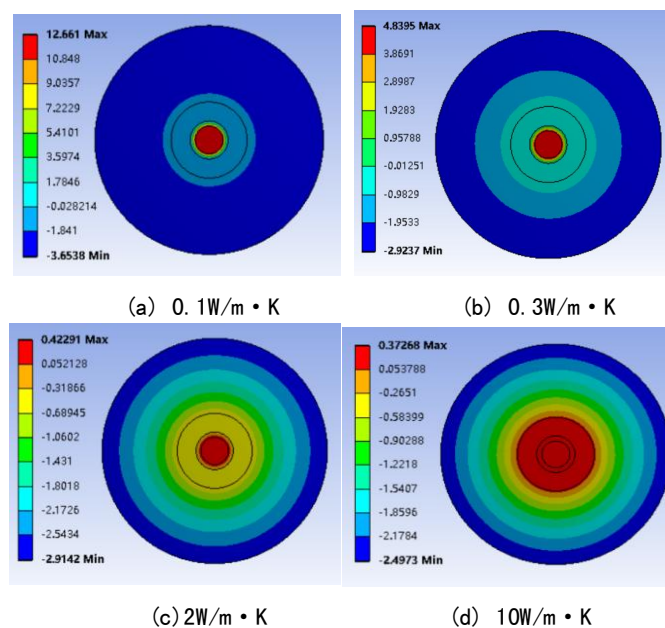 12.661 Max
10.848
9.0357
7.2229
5.4101
3.5974
1.7846
-0.028214
-1.841
-3.6538 Min
4.8395 Max
3.8691
2.8987
1.9283
0.95788
-0.01251
-0.9829
-1.9533
-2.9237 Min
(a) 0.1W/m·K
(b) 0.3W/m·K
0.42291 Max
0.052128
-0.31866
-0.68945
-1.0602
-1.431
-1.8018
-2.1726
-2.5434
-2.9142 Min
0.37268 Max
0.053788
-0.2651
-0.58399
-0.90288
-1.2218
-1.5407
-1.8596
-2.1784
-2.4973 Min
(c)2W/m·K
(d) 10W/m·K